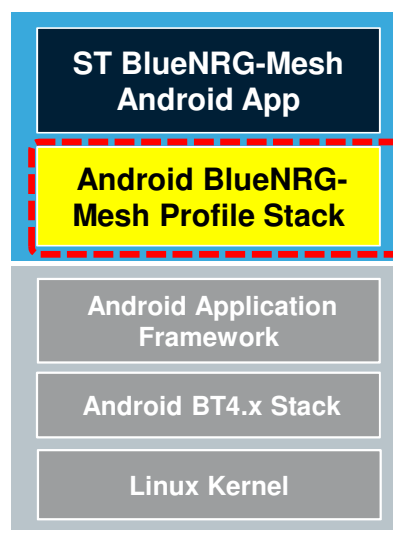 ST BlueNRG-Mesh
Android App
Android BlueNRG-
Mesh Profile Stack
Android Application
Framework
Android BT4.x Stack
Linux Kernel